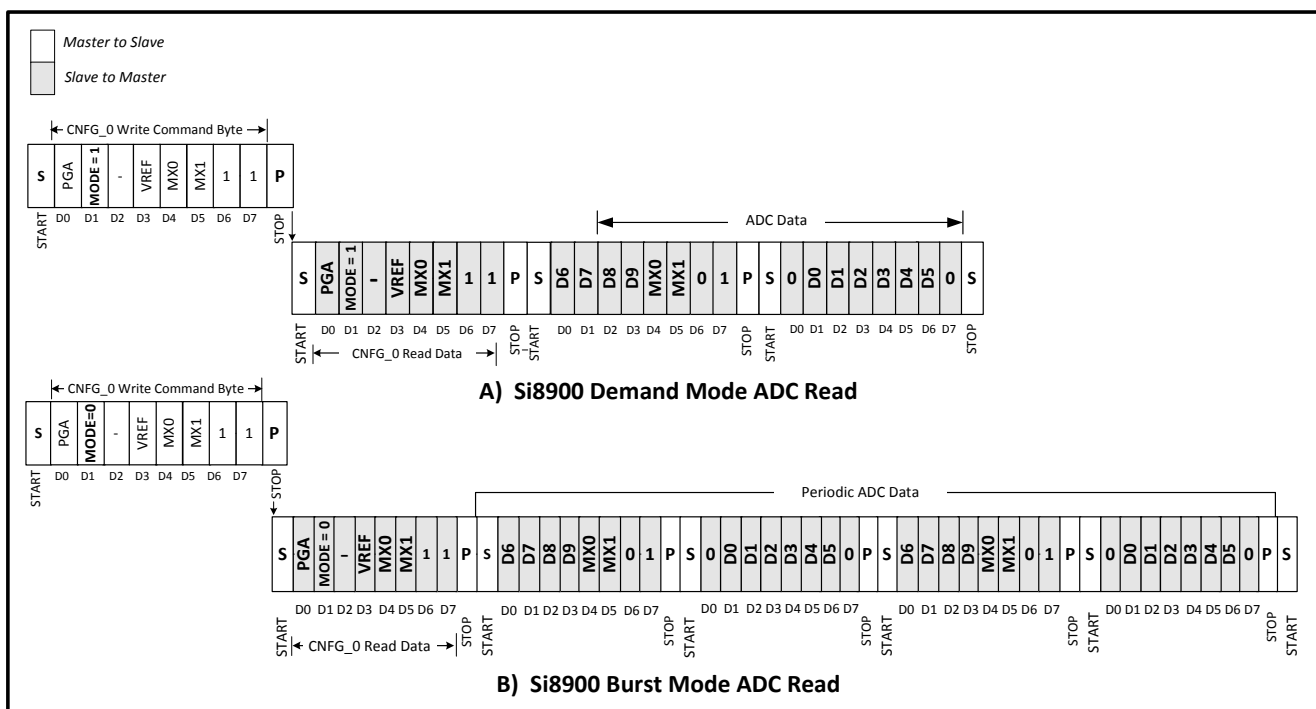 Master to Slave
Slave to Master
CNFG_0 Write Command Byte
S PGA MODE = 1 - VREF MX0 MX1 1 1 P
START D0 D1 D2 D3 D4 D5 D6 D7 STOP
ADC Data
S PGA MODE = 1 - VREF MX0 MX1 1 1 P S D6 D7 D8 D9 MX0 MX1 0 1 P S 0 D0 D1 D2 D3 D4 D5 0 S
START D0 D1 D2 D3 D4 D5 D6 D7 STOP START D0 D1 D2 D3 D4 D5 D6 D7 STOP START D0 D1 D2 D3 D4 D5 D6 D7 STOP
CNFG_0 Read Data
A) Si8900 Demand Mode ADC Read
CNFG_0 Write Command Byte
S PGA MODE=0 - VREF MX0 MX1 1 1 P
START D0 D1 D2 D3 D4 D5 D6 D7 STOP
Periodic ADC Data
S PGA MODE = 0 - VREF MX0 MX1 1 1 P S D6 D7 D8 D9 MX0 MX1 0 1 P S 0 D0 D1 D2 D3 D4 D5 0 P S D6 D7 D8 D9 MX0 MX1 0 1 P S 0 D0 D1 D2 D3 D4 D5 0 P S
START D0 D1 D2 D3 D4 D5 D6 D7 STOP START D0 D1 D2 D3 D4 D5 D6 D7 STOP START D0 D1 D2 D3 D4 D5 D6 D7 STOP START D0 D1 D2 D3 D4 D5 D6 D7 STOP START D0 D1 D2 D3 D4 D5 D6 D7 STOP START
CNFG_0 Read Data
B) Si8900 Burst Mode ADC Read